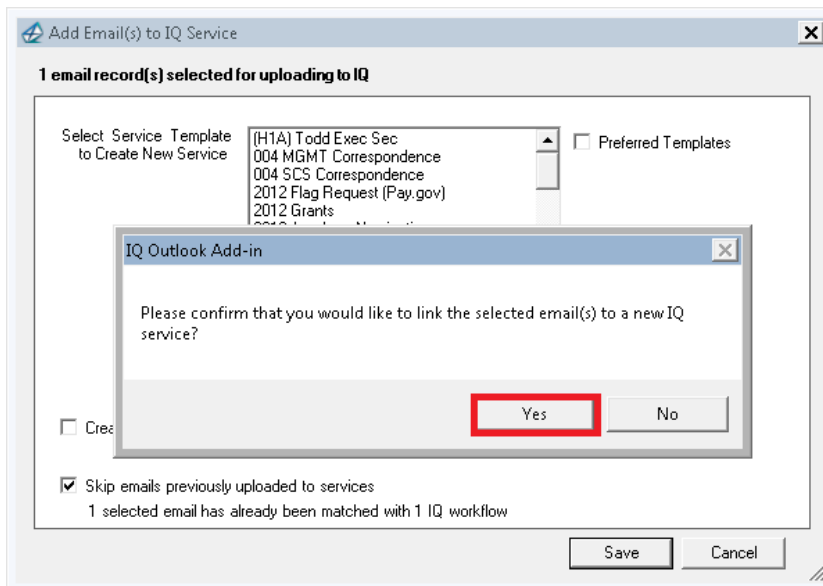 Add Email(s) to IQ Service
1 email record(s) selected for uploading to IQ
Select Service Template
to Create New Service
(H1A) Todd Exec Sec
004 MGMT Correspondence
004 SCS Correspondence
2012 Flag Request (Pay.gov)
2012 Grants
Preferred Templates
IQ Outlook Add-in
Please confirm that you would like to link the selected email(s) to a new IQ
service?
Yes
No
Crea
Skip emails previously uploaded to services
1 selected email has already been matched with 1 IQ workflow
Save
Cancel